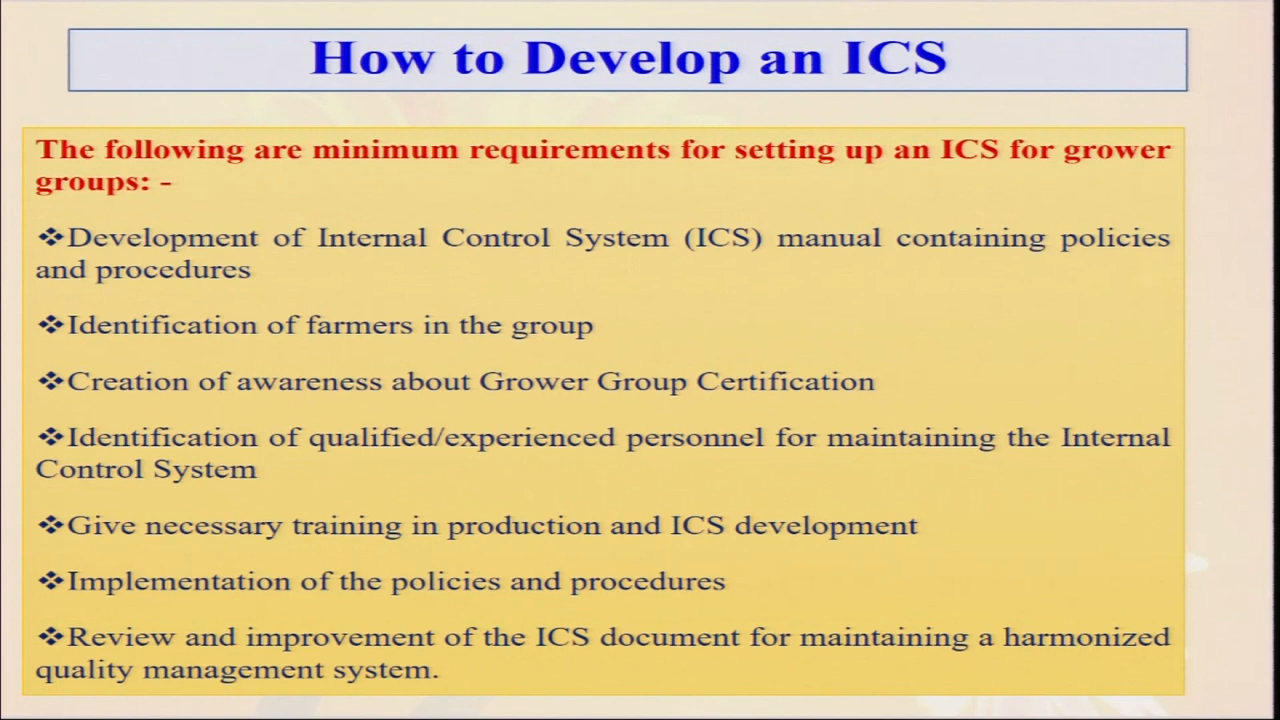 How to Develop an ICS
The following are minimum requirements for setting up an ICS for grower
groups: -
❖Development of Internal Control System (ICS) manual containing policies
and procedures
❖Identification of farmers in the group
❖Creation of awareness about Grower Group Certification
❖Identification of qualified/experienced personnel for maintaining the Internal
Control System
❖Give necessary training in production and ICS development
❖Implementation of the policies and procedures
❖Review and improvement of the ICS document for maintaining a harmonized
quality management system.